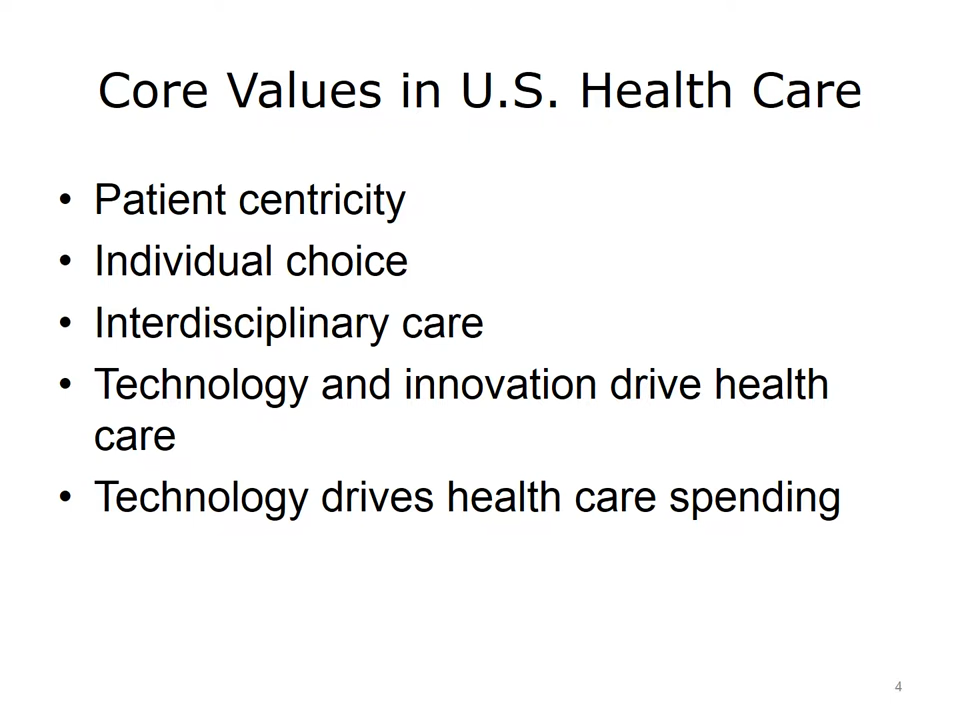 Core Values in U.S. Health Care
• Patient centricity
• Individual choice
• Interdisciplinary care
• Technology and innovation drive health
care
• Technology drives health care spending
4